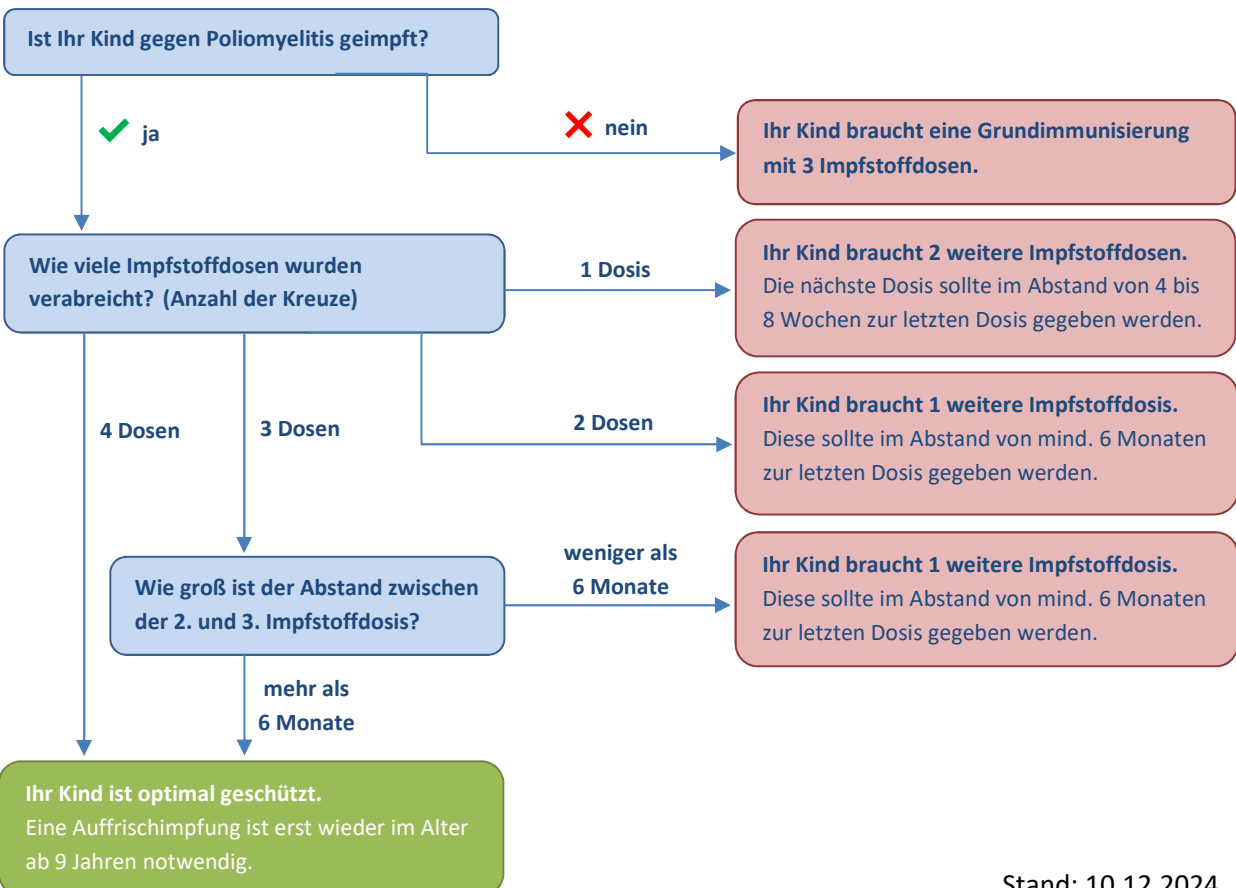 Ist Ihr Kind gegen Poliomyelitis geimpft?
ja
nein
Ihr Kind braucht eine Grundimmunisierung
mit 3 Impfstoffdosen.
Wie viele Impfstoffdosen wurden
verabreicht? (Anzahl der Kreuze)
1 Dosis
Ihr Kind braucht 2 weitere Impfstoffdosen.
Die nächste Dosis sollte im Abstand von 4 bis
8 Wochen zur letzten Dosis gegeben werden.
4 Dosen
3 Dosen
2 Dosen
Ihr Kind braucht 1 weitere Impfstoffdosis.
Diese sollte im Abstand von mind. 6 Monaten
zur letzten Dosis gegeben werden.
Wie groß ist der Abstand zwischen
der 2. und 3. Impfstoffdosis?
weniger als
6 Monate
Ihr Kind braucht 1 weitere Impfstoffdosis.
Diese sollte im Abstand von mind. 6 Monaten
zur letzten Dosis gegeben werden.
mehr als
6 Monate
Ihr Kind ist optimal geschützt.
Eine Auffrischimpfung ist erst wieder im Alter
ab 9 Jahren notwendig.
Stand: 10.12.2024